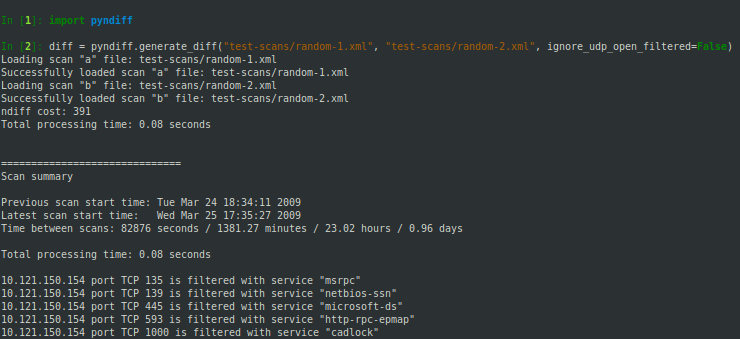 In [1]: import pyndiff
In [2]: diff = pyndiff.generate_diff("test-scans/random-1.xml", "test-scans/random-2.xml", ignore_udp_open_filtered=False)
Loading scan "a" file: test-scans/random-1.xml
Successfully loaded scan "a" file: test-scans/random-1.xml
Loading scan "b" file: test-scans/random-2.xml
Successfully loaded scan "b" file: test-scans/random-2.xml
ndiff cost: 391
Total processing time: 0.08 seconds
==============================
Scan summary
Previous scan start time: Tue Mar 24 18:34:11 2009
Latest scan start time:   Wed Mar 25 17:35:27 2009
Time between scans: 82876 seconds / 1381.27 minutes / 23.02 hours / 0.96 days
Total processing time: 0.08 seconds
10.121.150.154 port TCP 135 is filtered with service "msrpc"
10.121.150.154 port TCP 139 is filtered with service "netbios-ssn"
10.121.150.154 port TCP 445 is filtered with service "microsoft-ds"
10.121.150.154 port TCP 593 is filtered with service "http-rpc-epmap"
10.121.150.154 port TCP 1000 is filtered with service "cadlock"